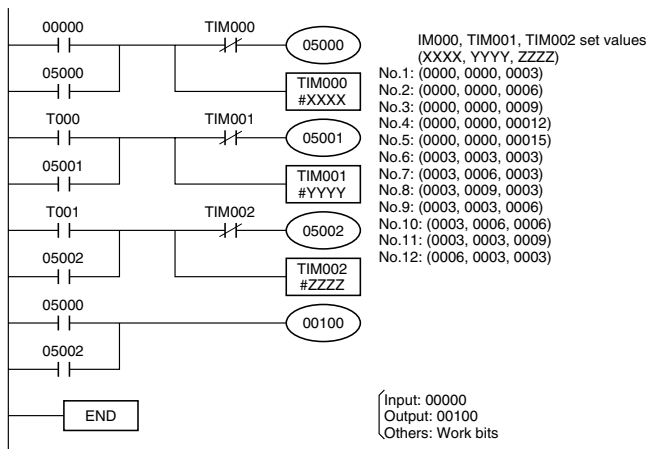 00000 TIM000
05000
05000
TIM000
#XXXX
T000 TIM001
05001
05001
TIM001
#YYYY
T001 TIM002
05002
05002
TIM002
#ZZZZ
05000
00100
05002
END
IM000, TIM001, TIM002 set values
(XXXX, YYYY, ZZZZ)
No.1: (0000, 0000, 0003)
No.2: (0000, 0000, 0006)
No.3: (0000, 0000, 0009)
No.4: (0000, 0000, 00012)
No.5: (0000, 0000, 00015)
No.6: (0003, 0003, 0003)
No.7: (0003, 0006, 0003)
No.8: (0003, 0009, 0003)
No.9: (0003, 0003, 0006)
No.10: (0003, 0006, 0006)
No.11: (0003, 0003, 0009)
No.12: (0006, 0003, 0003)
Input: 00000
Output: 00100
Others: Work bits